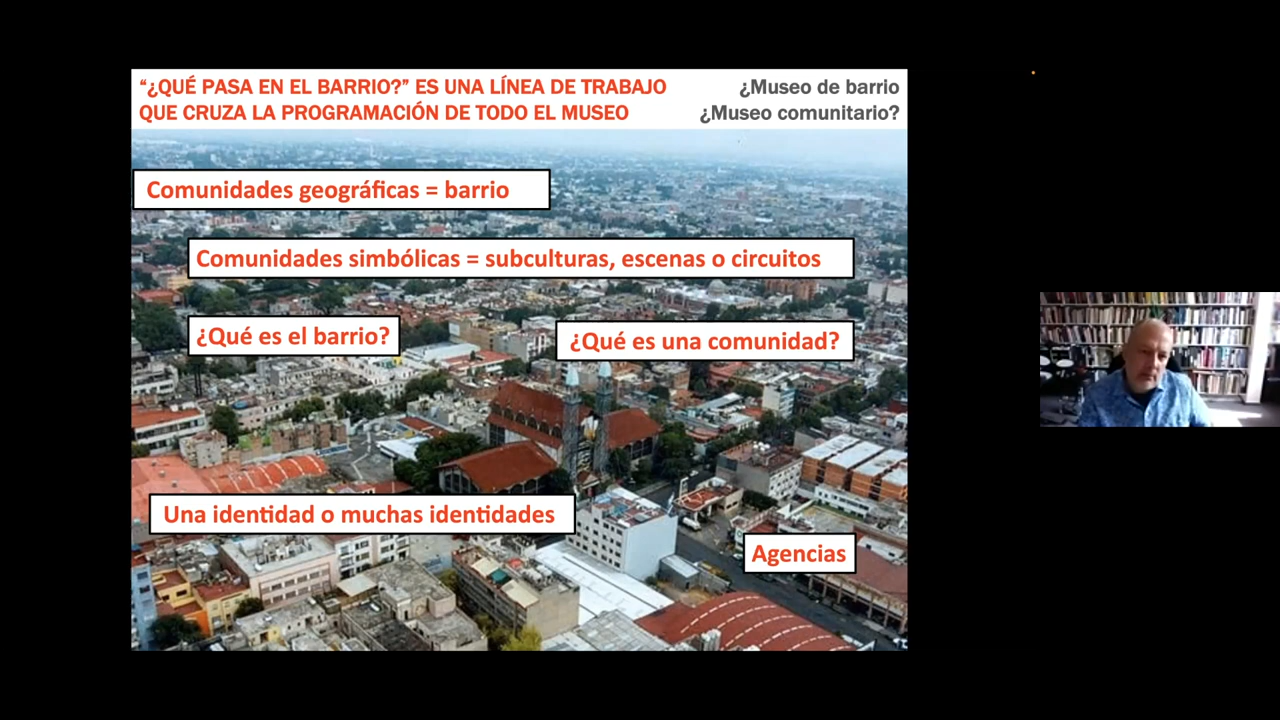 “¿QUÉ PASA EN EL BARRIO?” ES UNA LÍNEA DE TRABAJO
QUE CRUZA LA PROGRAMACIÓN DE TODO EL MUSEO
¿Museo de barrio
¿Museo comunitario?
Comunidades geográficas = barrio
Comunidades simbólicas = subculturas, escenas o circuitos
¿Qué es el barrio?
¿Qué es una comunidad?
Una identidad o muchas identidades
Agencias